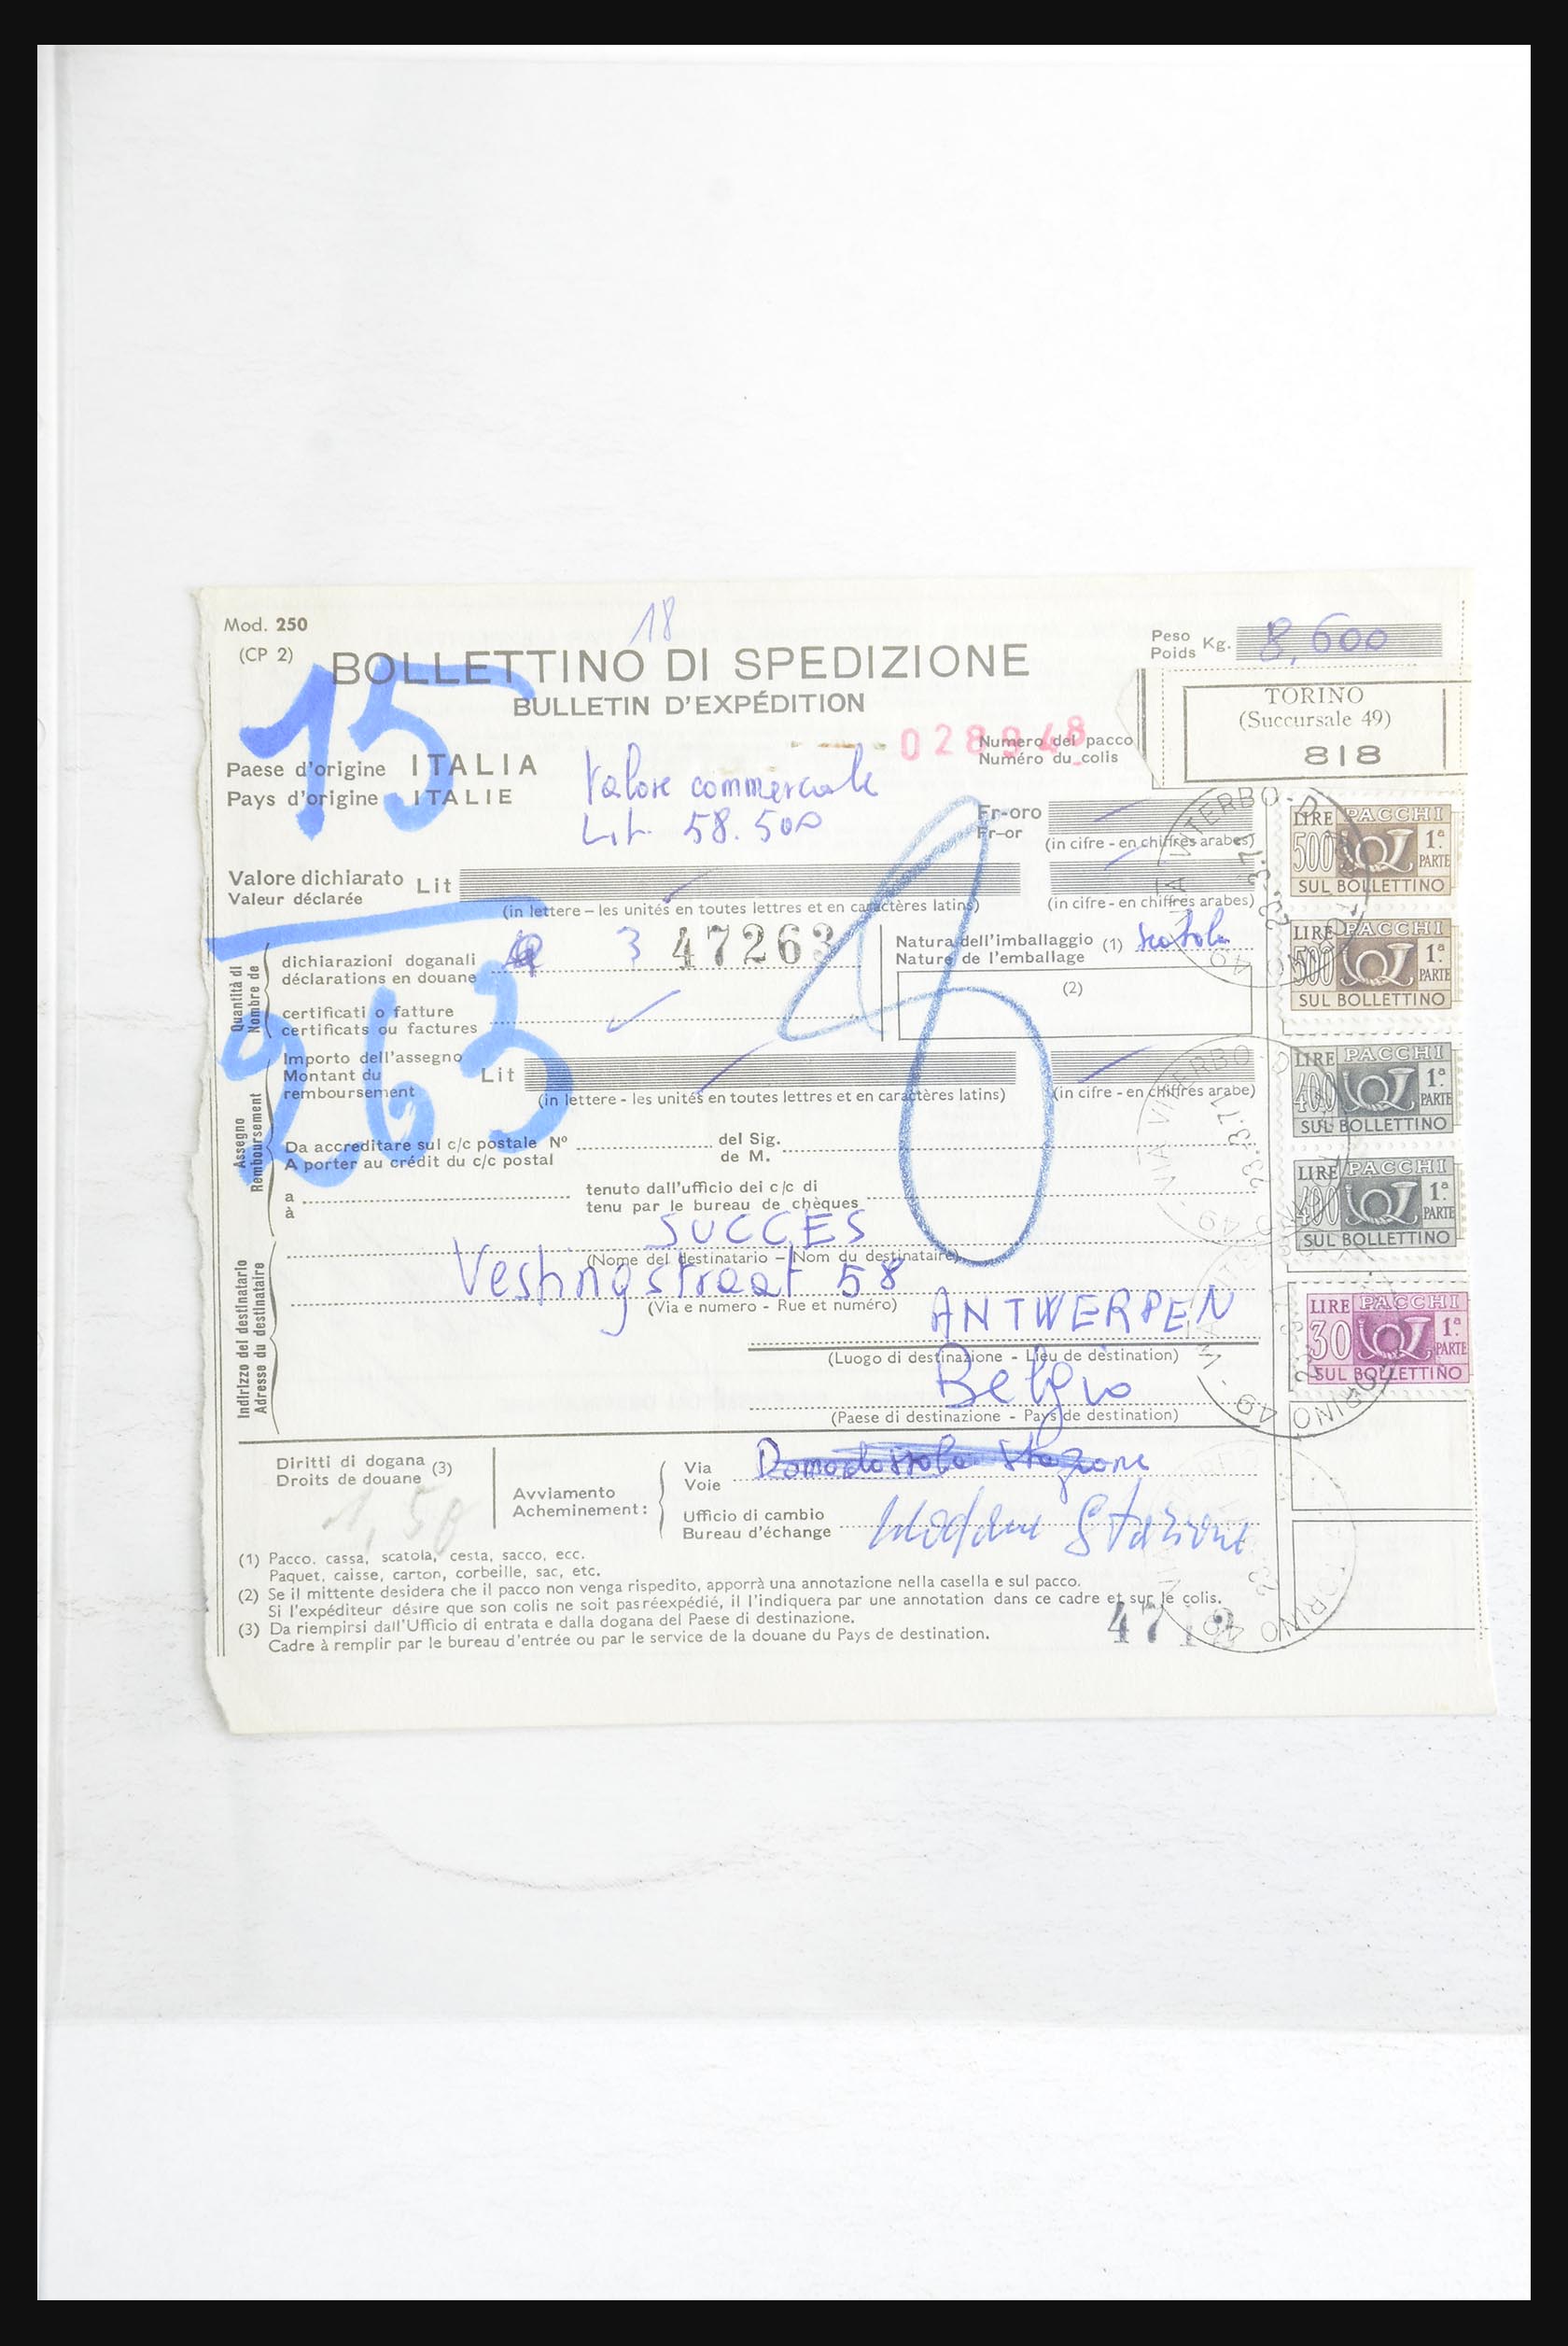 18
Mod. 250
(CP 2)
BOLLETTINO DI SPEDIZIONE
BULLETIN D'EXPÉDITION
Peso
Poids Kg. 8,600
15
TORINO
(Succursale 49)
818
028948
Numero del pacco
Numéro du colis
Paese d'origine ITALIA
Pays d'origine ITALIE
Valore commerciale
Lit. 58.500
Fr-oro
Fr-or
(in cifre - en chiffres arabes)
Valore dichiarato
Valeur déclarée
Lit
(in lettere – les unités en toutes lettres et en caractères latins)
(in cifre - en chiffres arabes)
Quantità di
Nombre de
dichiarazioni doganali
déclarations en douane
3 47263
certificati o fatture
certificats ou factures
Natura dell'imballaggio (1) scatola
Nature de l'emballage
(2)
263
Assegno
Remboursement
Importo dell'assegno
Montant du
remboursement
Lit
(in lettere - les unités en toutes lettres et en caractères latins)
(in cifre - en chiffres arabe)
Da accreditare sul c/c postale Nº
A porter au crédit du c/c postal
del Sig.
de M.
a
à
tenuto dall'ufficio dei c/c di
tenu par le bureau de chèques
Indirizzo del destinatario
Adresse du destinataire
SUCCES
(Nome del destinatario – Nom du destinataire)
Vestingstraat 58
(Via e numero - Rue et numéro)
ANTWERPEN
(Luogo di destinazione - Lieu de destination)
Belgio
(Paese di destinazione - Pays de destination)
Diritti di dogana (3)
Droits de douane
1,50
Avviamento
Acheminement:
Via
Voie
Domodossola Stazione
Ufficio di cambio
Bureau d'échange
Modane Stazione
(1) Pacco. cassa, scatola, cesta, sacco, ecc.
Paquet, caisse, carton, corbeille, sac, etc.
(2) Se il mittente desidera che il pacco non venga rispedito, apporrà una annotazione nella casella e sul pacco.
Si l'expéditeur désire que son colis ne soit pas réexpédié, il l'indiquera par une annotation dans ce cadre et sur le colis.
(3) Da riempirsi dall'Ufficio di entrata e dalla dogana del Paese di destinazione.
Cadre à remplir par le bureau d'entrée ou par le service de la douane du Pays de destination.
LIRE PACCHI
500 1ª
PARTE
SUL BOLLETTINO
LIRE PACCHI
500 1ª
PARTE
SUL BOLLETTINO
LIRE PACCHI
400 1ª
PARTE
SUL BOLLETTINO
LIRE PACCHI
400 1ª
PARTE
SUL BOLLETTINO
LIRE PACCHI
30 1ª
PARTE
SUL BOLLETTINO
TORINO 49 VIA VITERBO